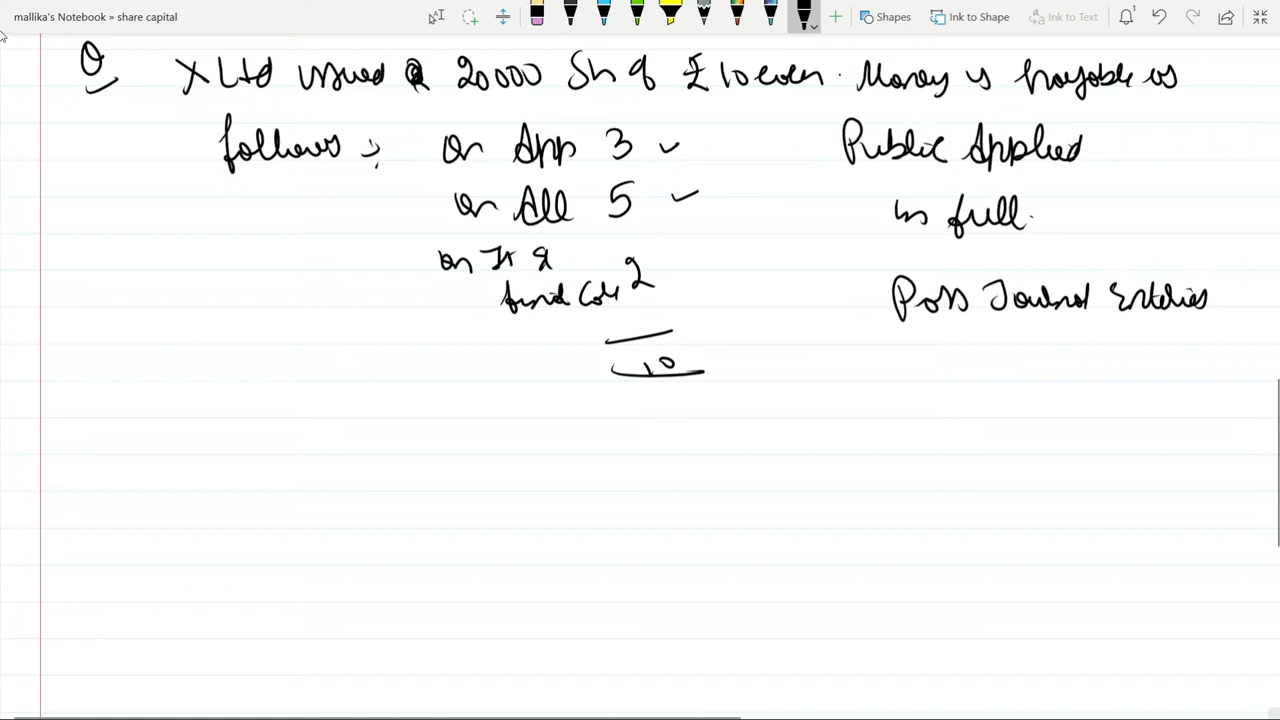 mallika's Notebook » share capital
Shapes Ink to Shape Ink to Text
Q X Ltd issued 20000 Sh of £ 10 each. Money is payable as
follows : on App 3 Public Applied
on All 5 in full.
on Ist &
final Call 2 Pass Journal Entries
10